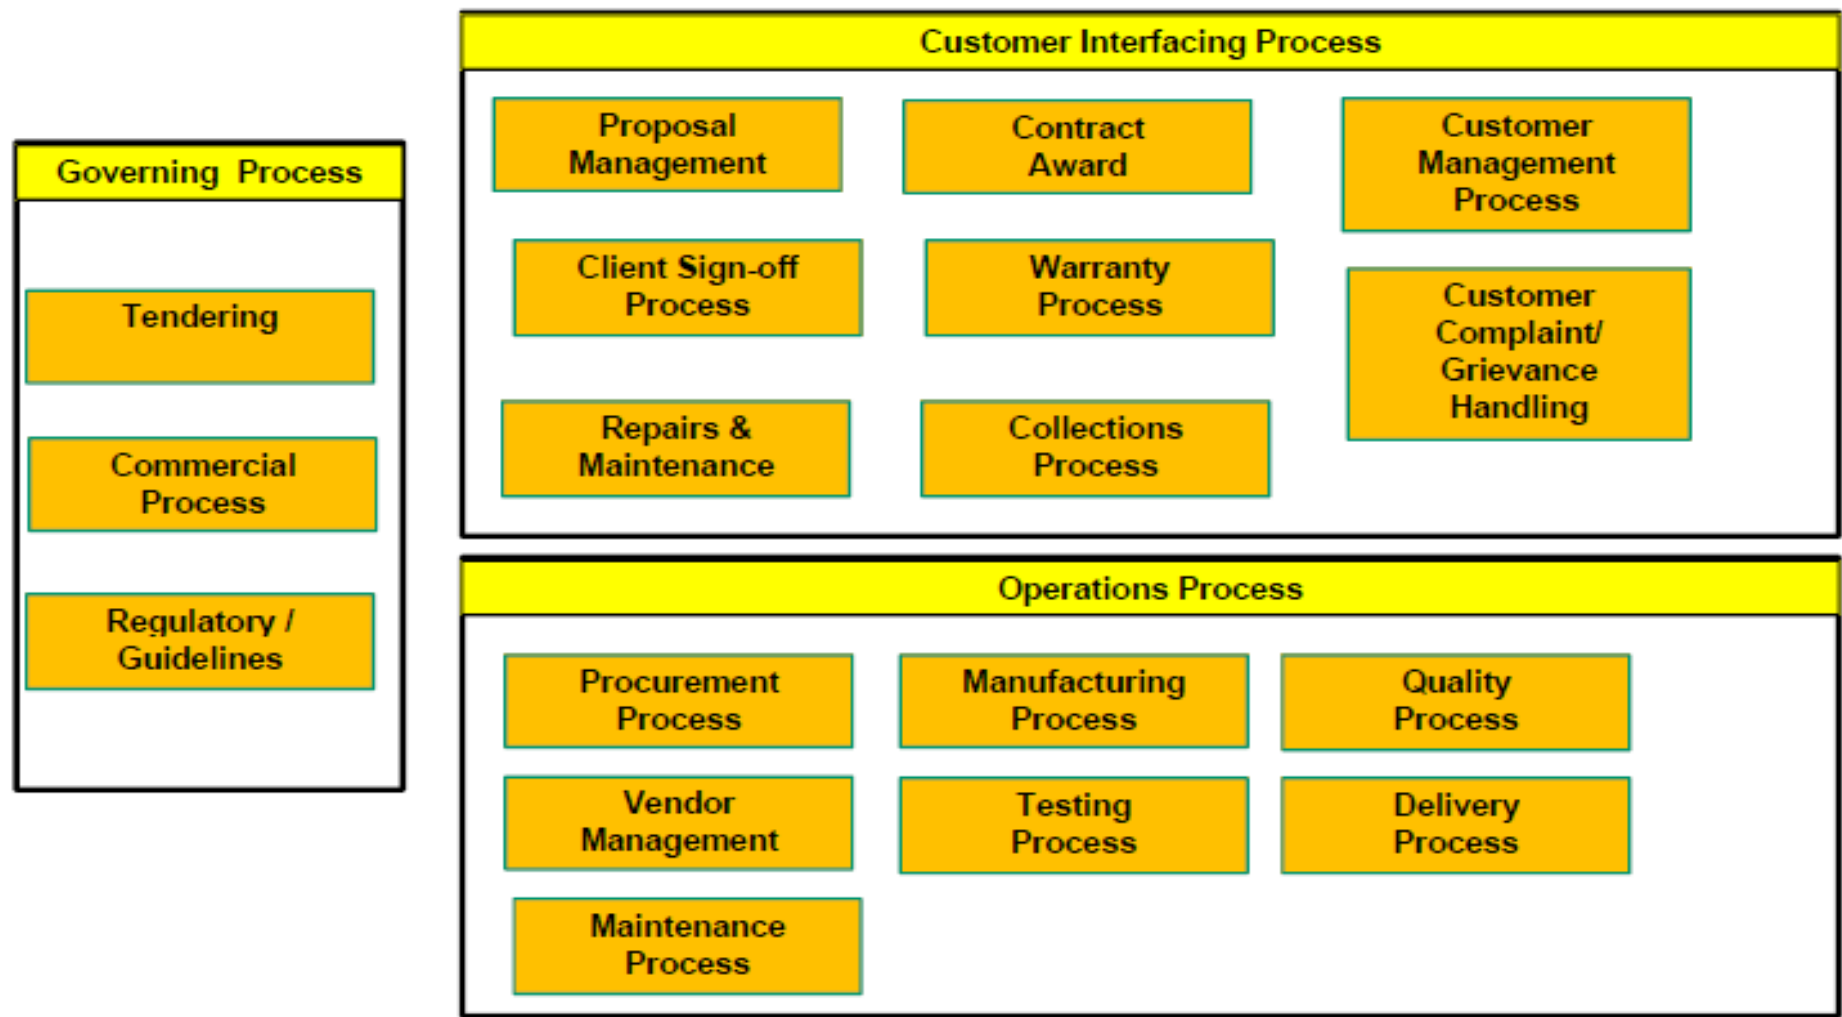 Governing Process
Tendering
Commercial
Process
Regulatory /
Guidelines
Customer Interfacing Process
Proposal
Management
Contract
Award
Customer
Management
Process
Client Sign-off
Process
Warranty
Process
Customer
Complaint/
Grievance
Handling
Repairs &
Maintenance
Collections
Process
Operations Process
Procurement
Process
Manufacturing
Process
Quality
Process
Vendor
Management
Testing
Process
Delivery
Process
Maintenance
Process